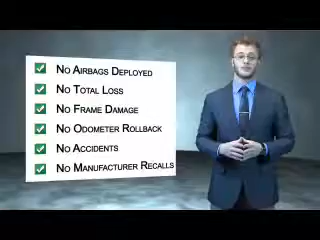 No Airbags Deployed
No Total Loss
No Frame Damage
No Odometer Rollback
No Accidents
No Manufacturer Recalls